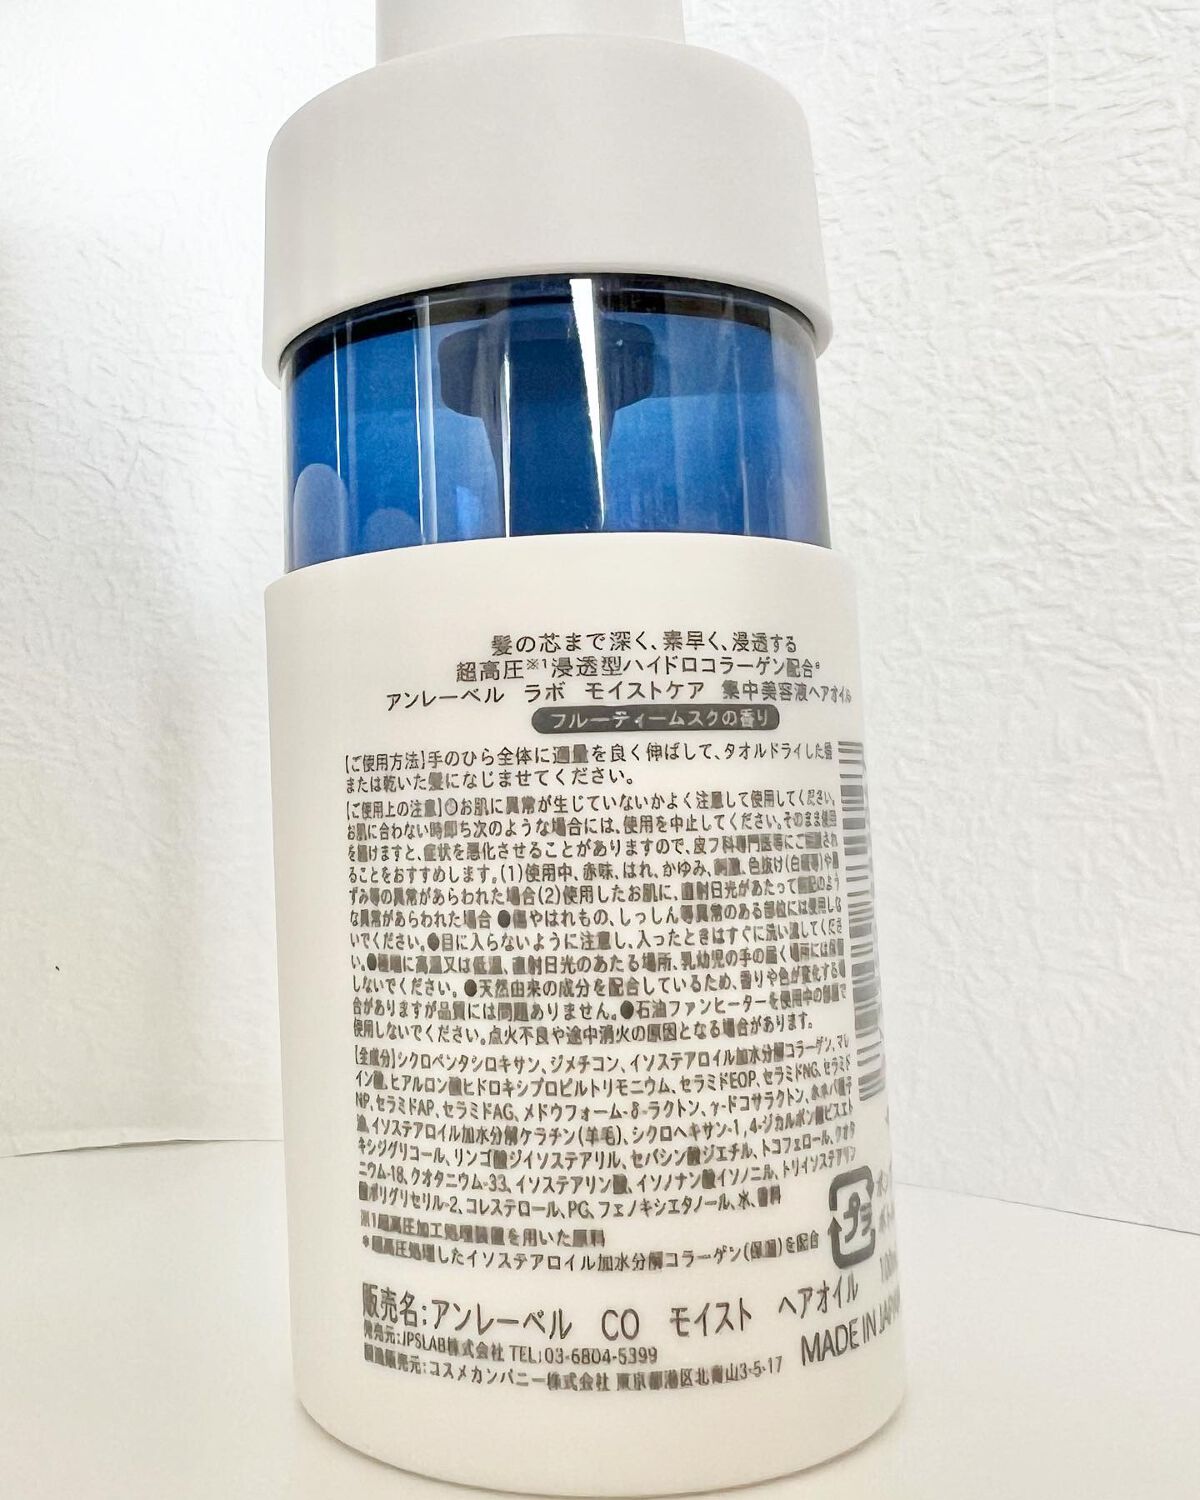 髪の芯まで深く、素早く、浸透する
超高圧※1浸透型ハイドロコラーゲン配合*
アンレーベル ラボ モイストケア 集中美容液ヘアオイル
フルーティームスクの香り
【ご使用方法】手のひら全体に適量を良く伸ばして、タオルドライした髪
または乾いた髪になじませてください。
【ご使用上の注意】●お肌に異常が生じていないかよく注意して使用してください。
お肌に合わない時即ち次のような場合には、使用を中止してください。そのまま使用
を続けますと、症状を悪化させることがありますので、皮フ科専門医等にご相談され
ることをおすすめします。(1)使用中、赤味、はれ、かゆみ、刺激、色抜け(白斑等)や黒
ずみ等の異常があらわれた場合(2)使用したお肌に、直射日光があたって前記のよう
な異常があらわれた場合 ●傷やはれもの、しっしん等異常のある部位には使用しな
いでください。●目に入らないように注意し、入ったときはすぐに洗い流してくださ
い。●極端に高温又は低温、直射日光のあたる場所、乳幼児の手の届く場所には保管
しないでください。●天然由来の成分を配合しているため、香りや色が変化する場
合がありますが品質には問題ありません。●石油ファンヒーターを使用中の部屋で
使用しないでください。点火不良や途中消火の原因となる場合があります。
【全成分】シクロペンタシロキサン、ジメチコン、イソステアロイル加水分解コラーゲン、マレ
イン酸、ヒアルロン酸ヒドロキシプロピルトリモニウム、セラミドEOP、セラミドNG、セラミド
NP、セラミドAP、セラミドAG、メドウフォーム-δ-ラクトン、γ-ドコサラクトン、ホホバ種子
油、イソステアロイル加水分解ケラチン(羊毛)、シクロヘキサン-1,4-ジカルボン酸ビスエト
キシジグリコール、リンゴ酸ジイソステアリル、セバシン酸ジエチル、トコフェロール、クオタ
ニウム-18、クオタニウム-33、イソステアリン酸、イソノナン酸イソノニル、トリイソステアリン
酸ポリグリセリル-2、コレステロール、PG、フェノキシエタノール、水、香料
※1超高圧加工処理装置を用いた原料
*超高圧処理したイソステアロイル加水分解コラーゲン(保湿)を配合
プラ
販売名:アンレーベル CO モイスト ヘアオイル
発売元:JPSLAB株式会社 TEL:03-6804-5399
製造販売元:コスメカンパニー株式会社 東京都港区北青山3-5-17
MADE IN JAPAN